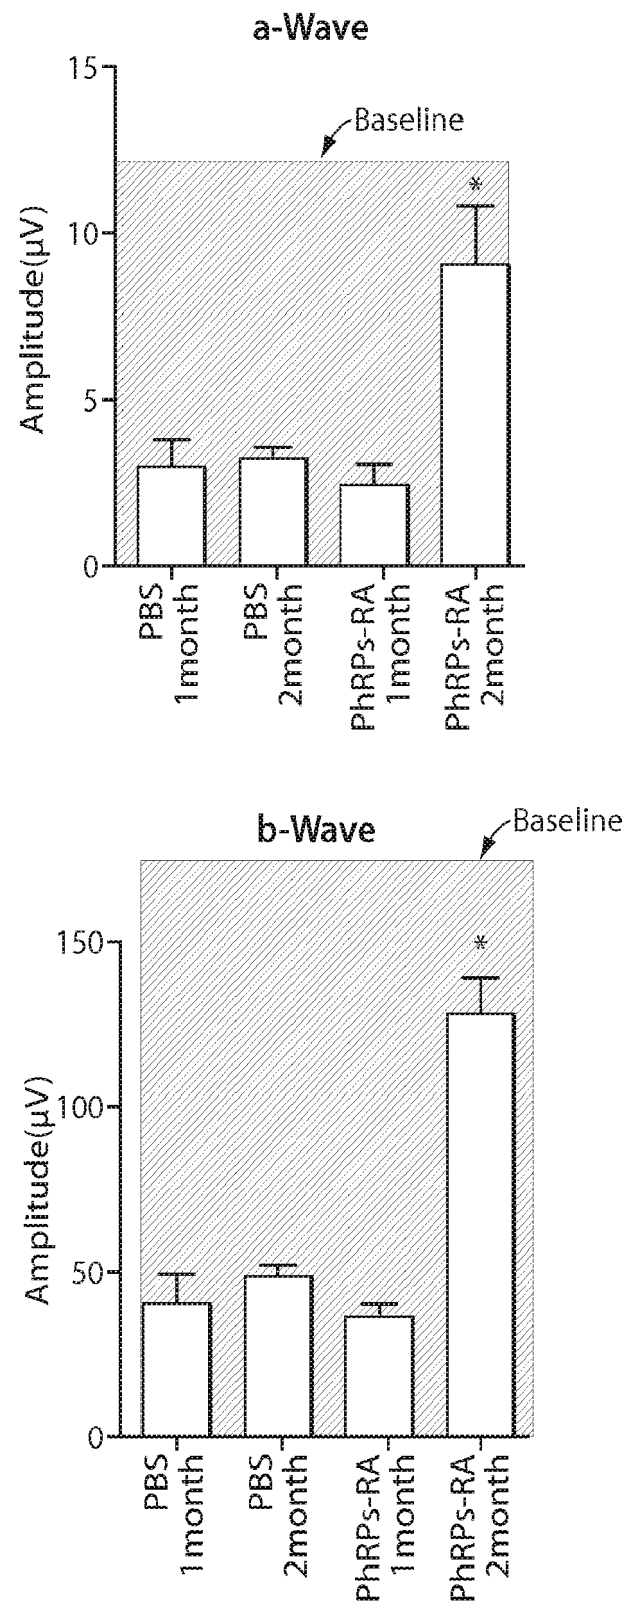 a-Wave
Baseline
Amplitude(µV)
15
10
5
0
*
PBS
1month
PBS
2month
PhRPs-RA
1month
PhRPs-RA
2month
b-Wave
Baseline
Amplitude(µV)
150
100
50
0
*
PBS
1month
PBS
2month
PhRPs-RA
1month
PhRPs-RA
2month